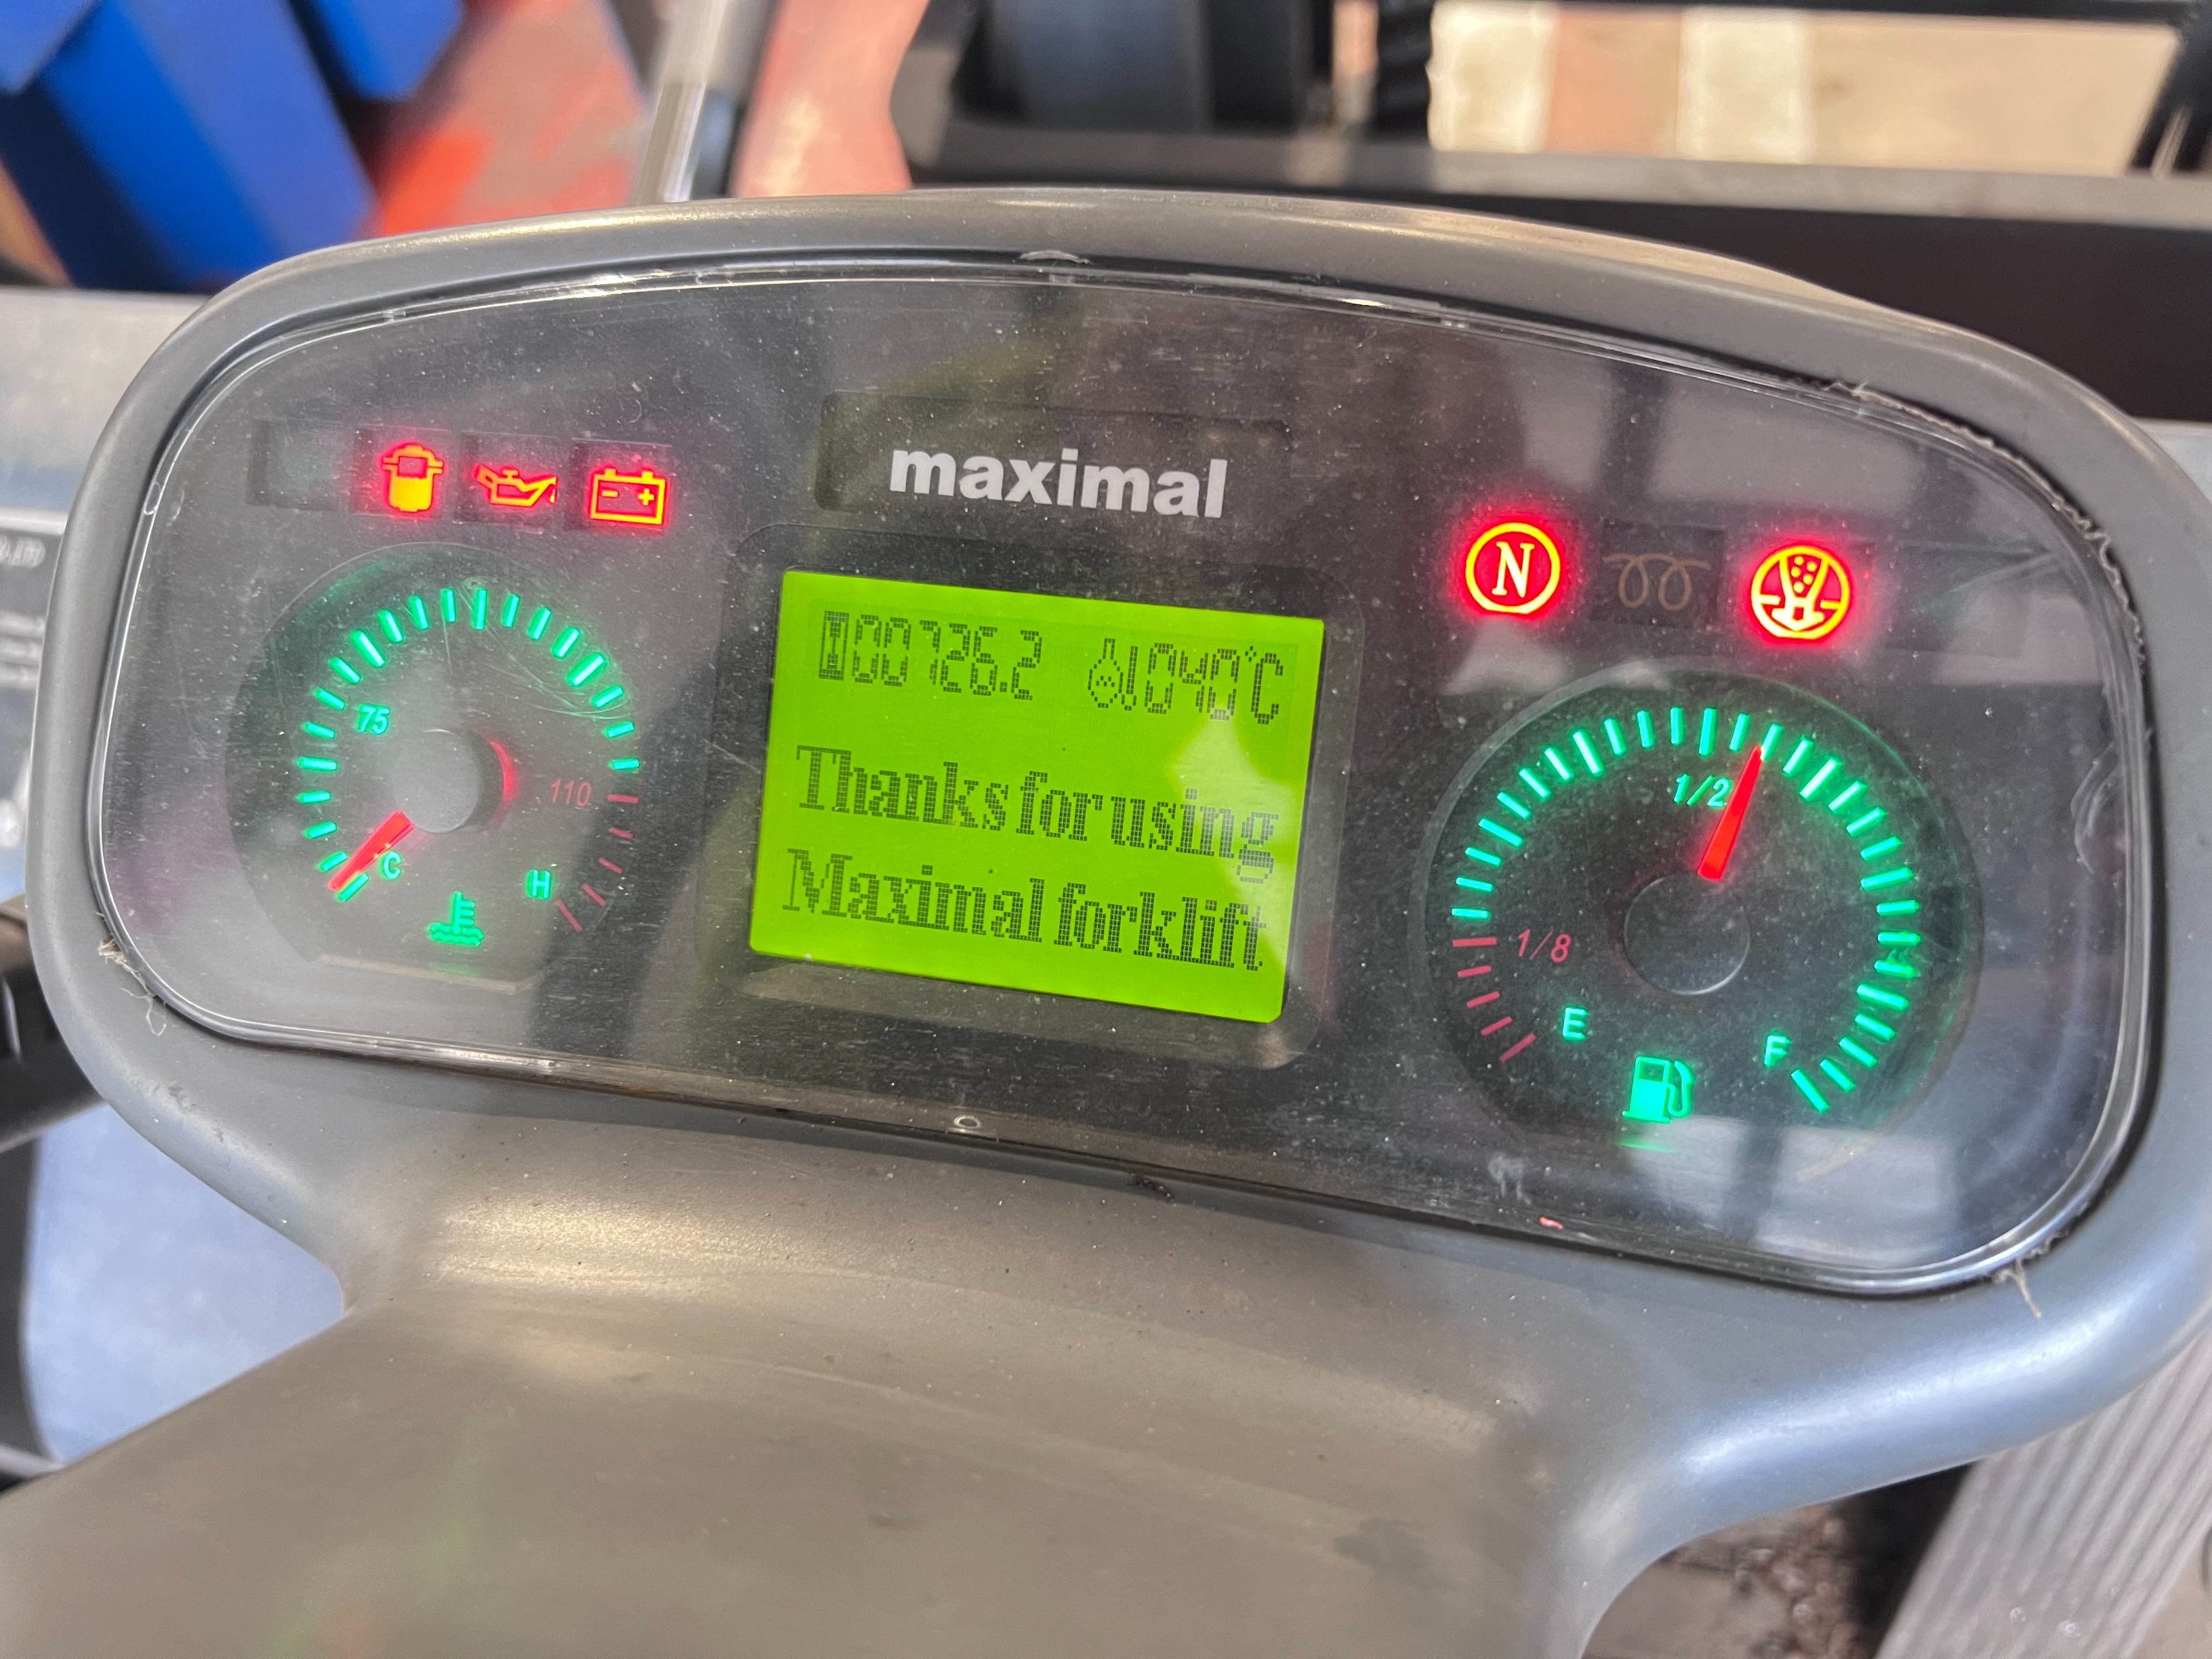 maximal
N
00726.2 040°C
75
110
Thanks for using
Maximal forklift
C
H
1/2
1/8
E
F